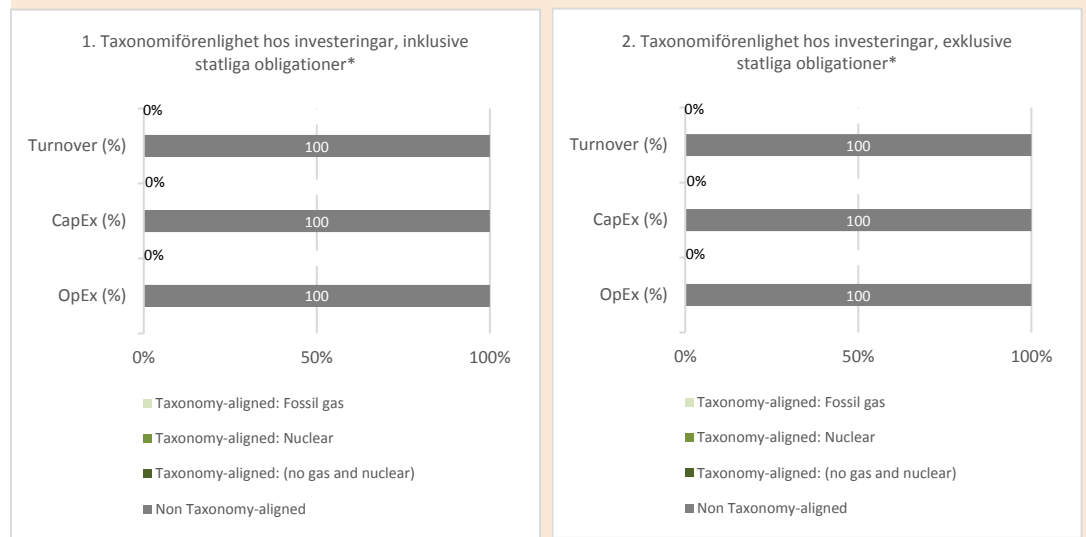 1. Taxonomiförenlighet hos investeringar, inklusive
statliga obligationer*
0%
Turnover (%)
100
0%
CapEx (%)
100
0%
OpEx (%)
100
0%
50%
100%
Taxonomy-aligned: Fossil gas
Taxonomy-aligned: Nuclear
Taxonomy-aligned: (no gas and nuclear)
Non Taxonomy-aligned
2. Taxonomiförenlighet hos investeringar, exklusive
statliga obligationer*
0%
Turnover (%)
100
0%
CapEx (%)
100
0%
OpEx (%)
100
0%
50%
100%
Taxonomy-aligned: Fossil gas
Taxonomy-aligned: Nuclear
Taxonomy-aligned: (no gas and nuclear)
Non Taxonomy-aligned